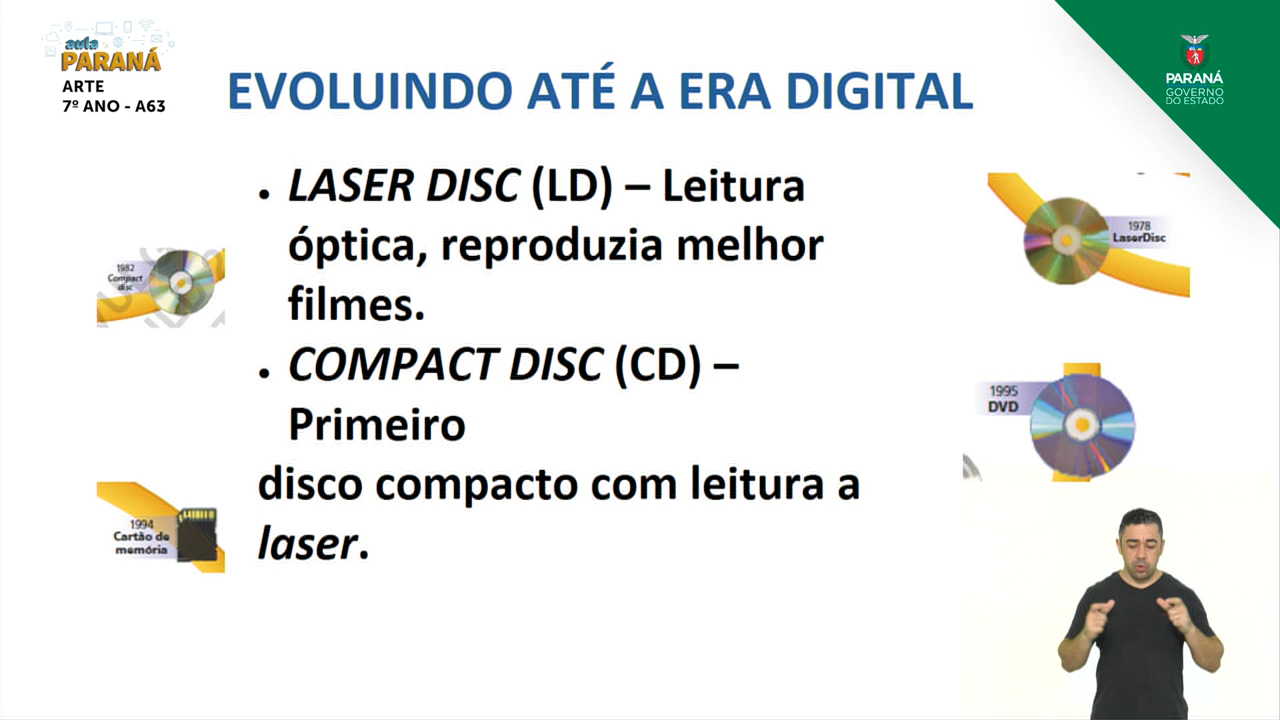 aula
PARANÁ
ARTE
7º ANO - A63
EVOLUINDO ATÉ A ERA DIGITAL
PARANÁ
GOVERNO
DO ESTADO
• LASER DISC (LD) – Leitura
óptica, reproduzia melhor
filmes.
• COMPACT DISC (CD) –
Primeiro
disco compacto com leitura a
laser.
1982
Compact
disc
1994
Cartão de
memória
1978
LaserDisc
1995
DVD